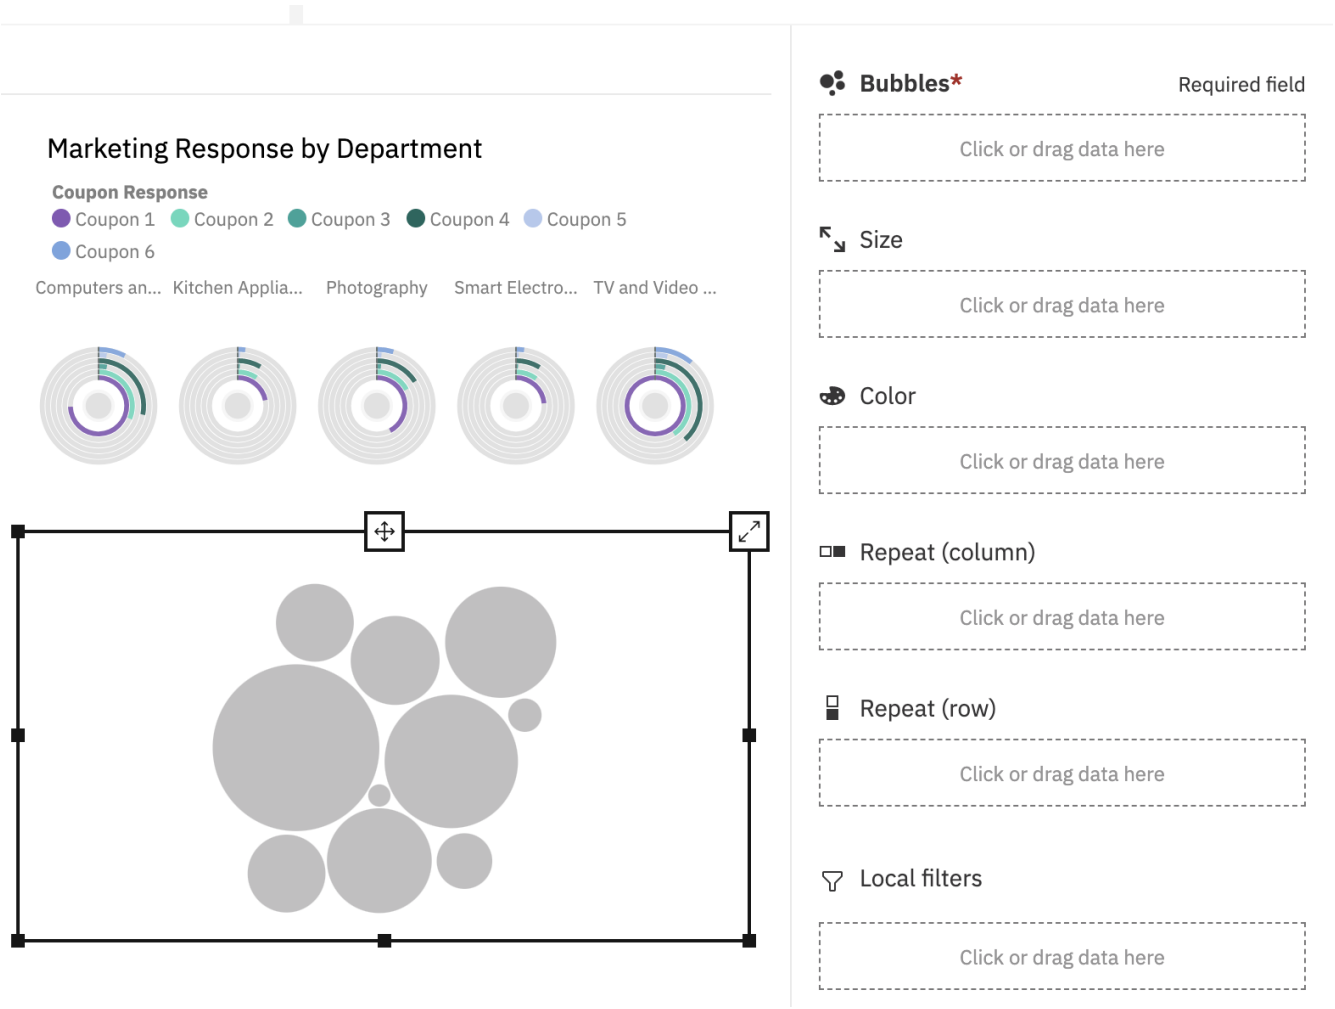 Marketing Response by Department
Coupon Response
Coupon 1 Coupon 2 Coupon 3 Coupon 4 Coupon 5
Coupon 6
Computers an... Kitchen Applia... Photography Smart Electro... TV and Video ...
Bubbles* Required field
Click or drag data here
Size
Click or drag data here
Color
Click or drag data here
Repeat (column)
Click or drag data here
Repeat (row)
Click or drag data here
Local filters
Click or drag data here